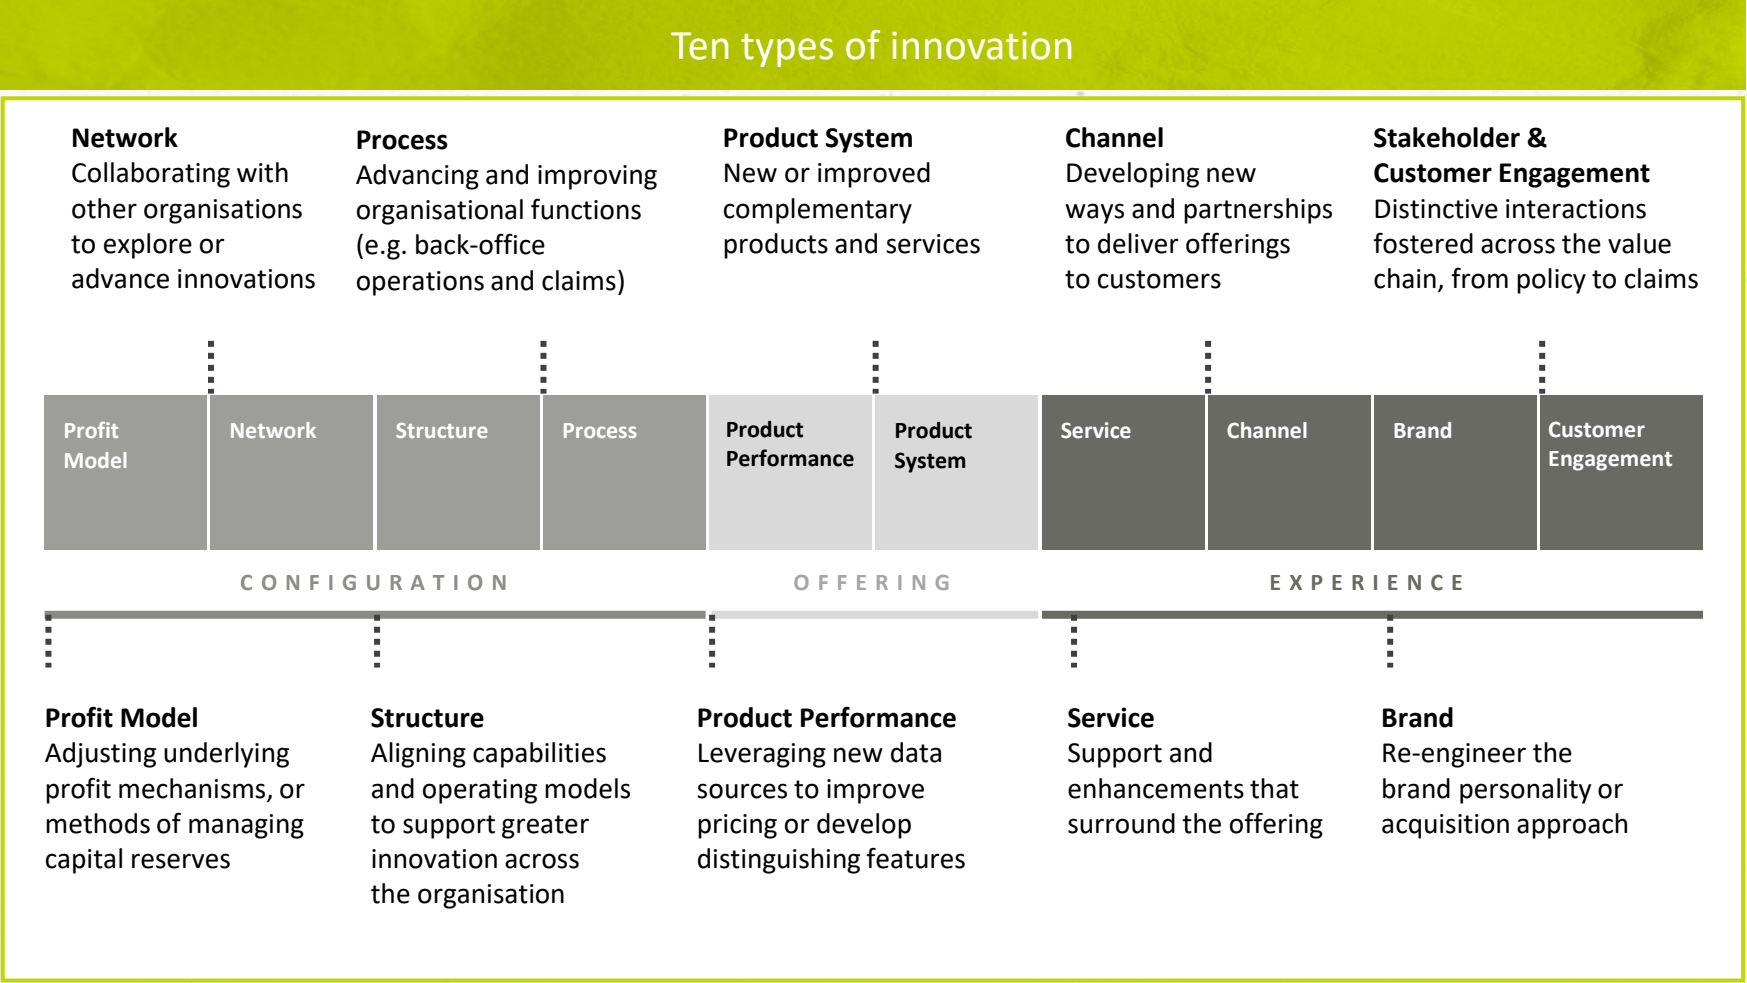 Ten types of innovation
Network
Collaborating with
other organisations
to explore or
advance innovations
Process
Advancing and improving
organisational functions
(e.g. back-office
operations and claims)
Product System
New or improved
complementary
products and services
Channel
Developing new
ways and partnerships
to deliver offerings
to customers
Stakeholder &
Customer Engagement
Distinctive interactions
fostered across the value
chain, from policy to claims
Profit
Model
Network
Structure
Process
Product
Performance
Product
System
Service
Channel
Brand
Customer
Engagement
CONFIGURATION
OFFERING
EXPERIENCE
Profit Model
Adjusting underlying
profit mechanisms, or
methods of managing
capital reserves
Structure
Aligning capabilities
and operating models
to support greater
innovation across
the organisation
Product Performance
Leveraging new data
sources to improve
pricing or develop
distinguishing features
Service
Support and
enhancements that
surround the offering
Brand
Re-engineer the
brand personality or
acquisition approach